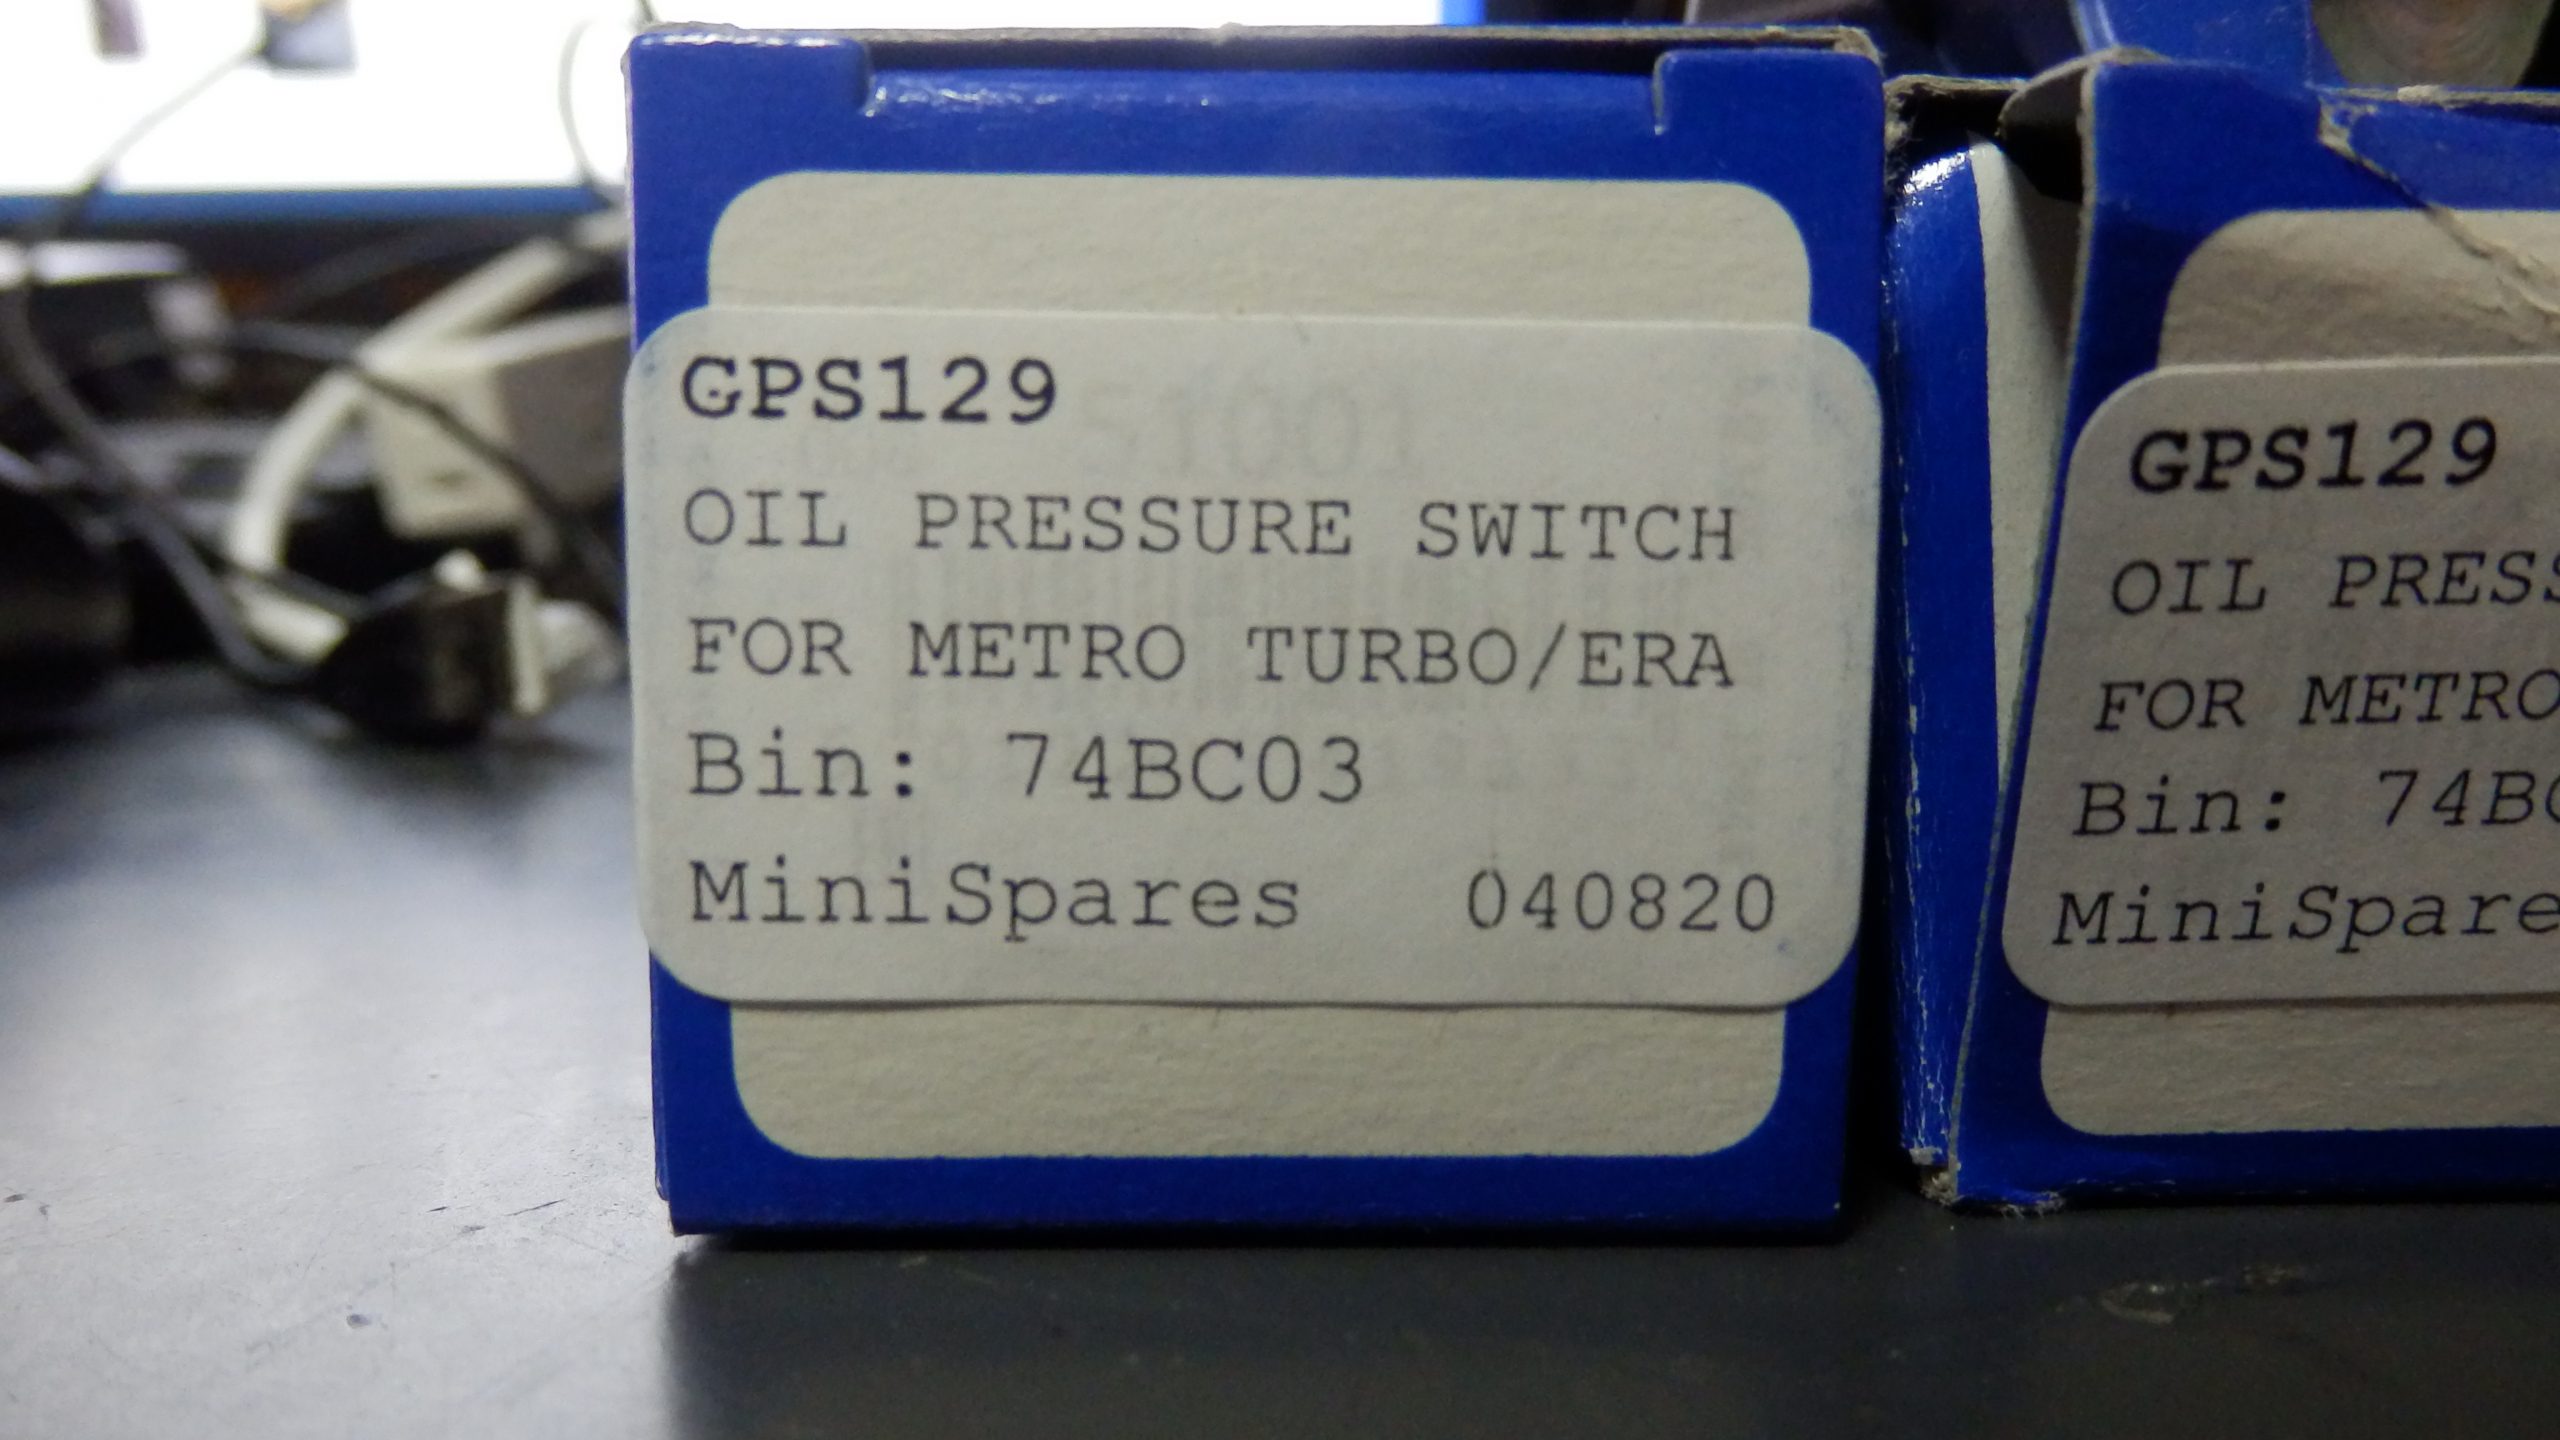 GPS129
OIL PRESSURE SWITCH
FOR METRO TURBO/ERA
Bin: 74BC03
MiniSpares 040820
GPS129
OIL PRESS
FOR METRO
Bin: 74BC
MiniSpare